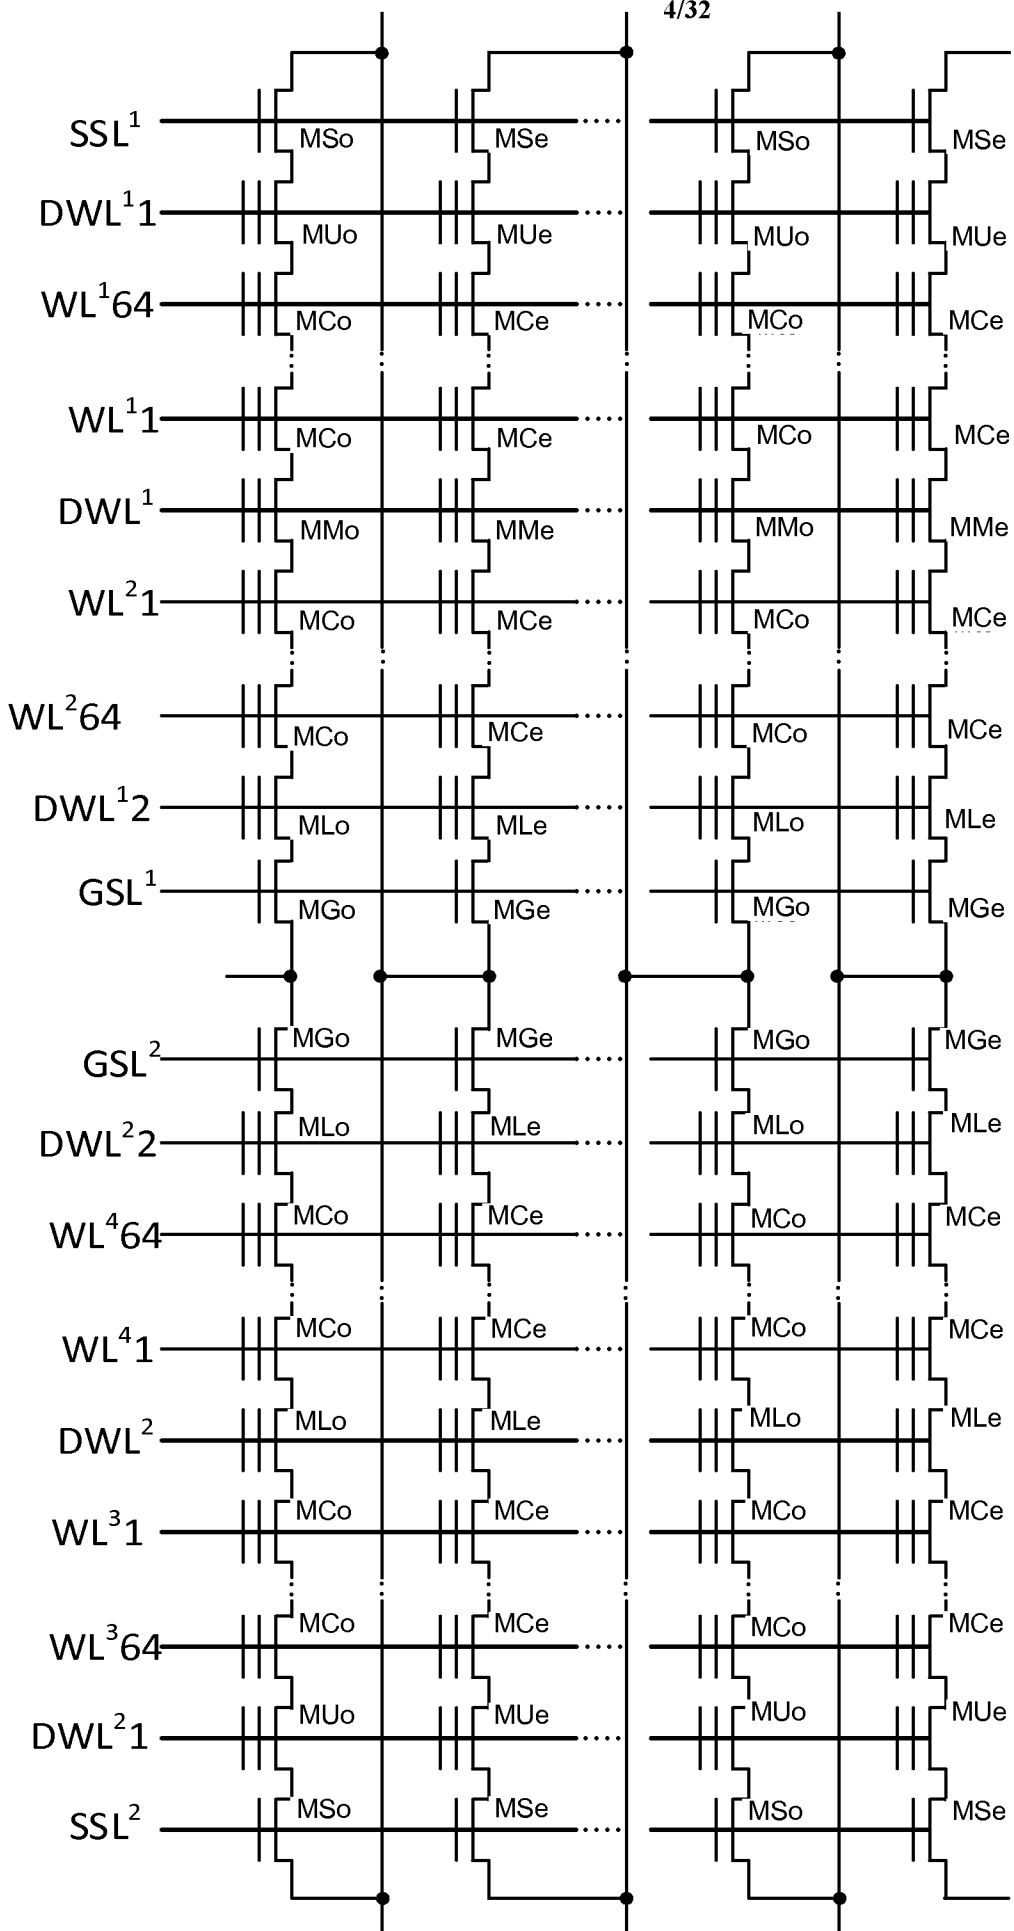 4/32
SSL¹ MSo MSe MSo MSe
DWL¹1 MUo MUe MUo MUe
WL¹64 MCo MCe MCo MCe
WL¹1 MCo MCe MCo MCe
DWL¹ MMo MMe MMo MMe
WL²1 MCo MCe MCo MCe
WL²64 MCo MCe MCo MCe
DWL¹2 MLo MLe MLo MLe
GSL¹ MGo MGe MGo MGe
GSL² MGo MGe MGo MGe
DWL²2 MLo MLe MLo MLe
WL⁴64 MCo MCe MCo MCe
WL⁴1 MCo MCe MCo MCe
DWL² MLo MLe MLo MLe
WL³1 MCo MCe MCo MCe
WL³64 MCo MCe MCo MCe
DWL²1 MUo MUe MUo MUe
SSL² MSo MSe MSo MSe